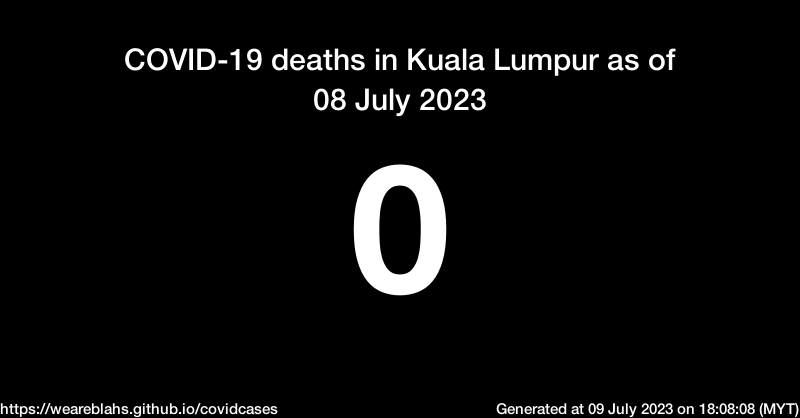 COVID-19 deaths in Kuala Lumpur as of
08 July 2023
0
https://weareblahs.github.io/covidcases
Generated at 09 July 2023 on 18:08:08 (MYT)